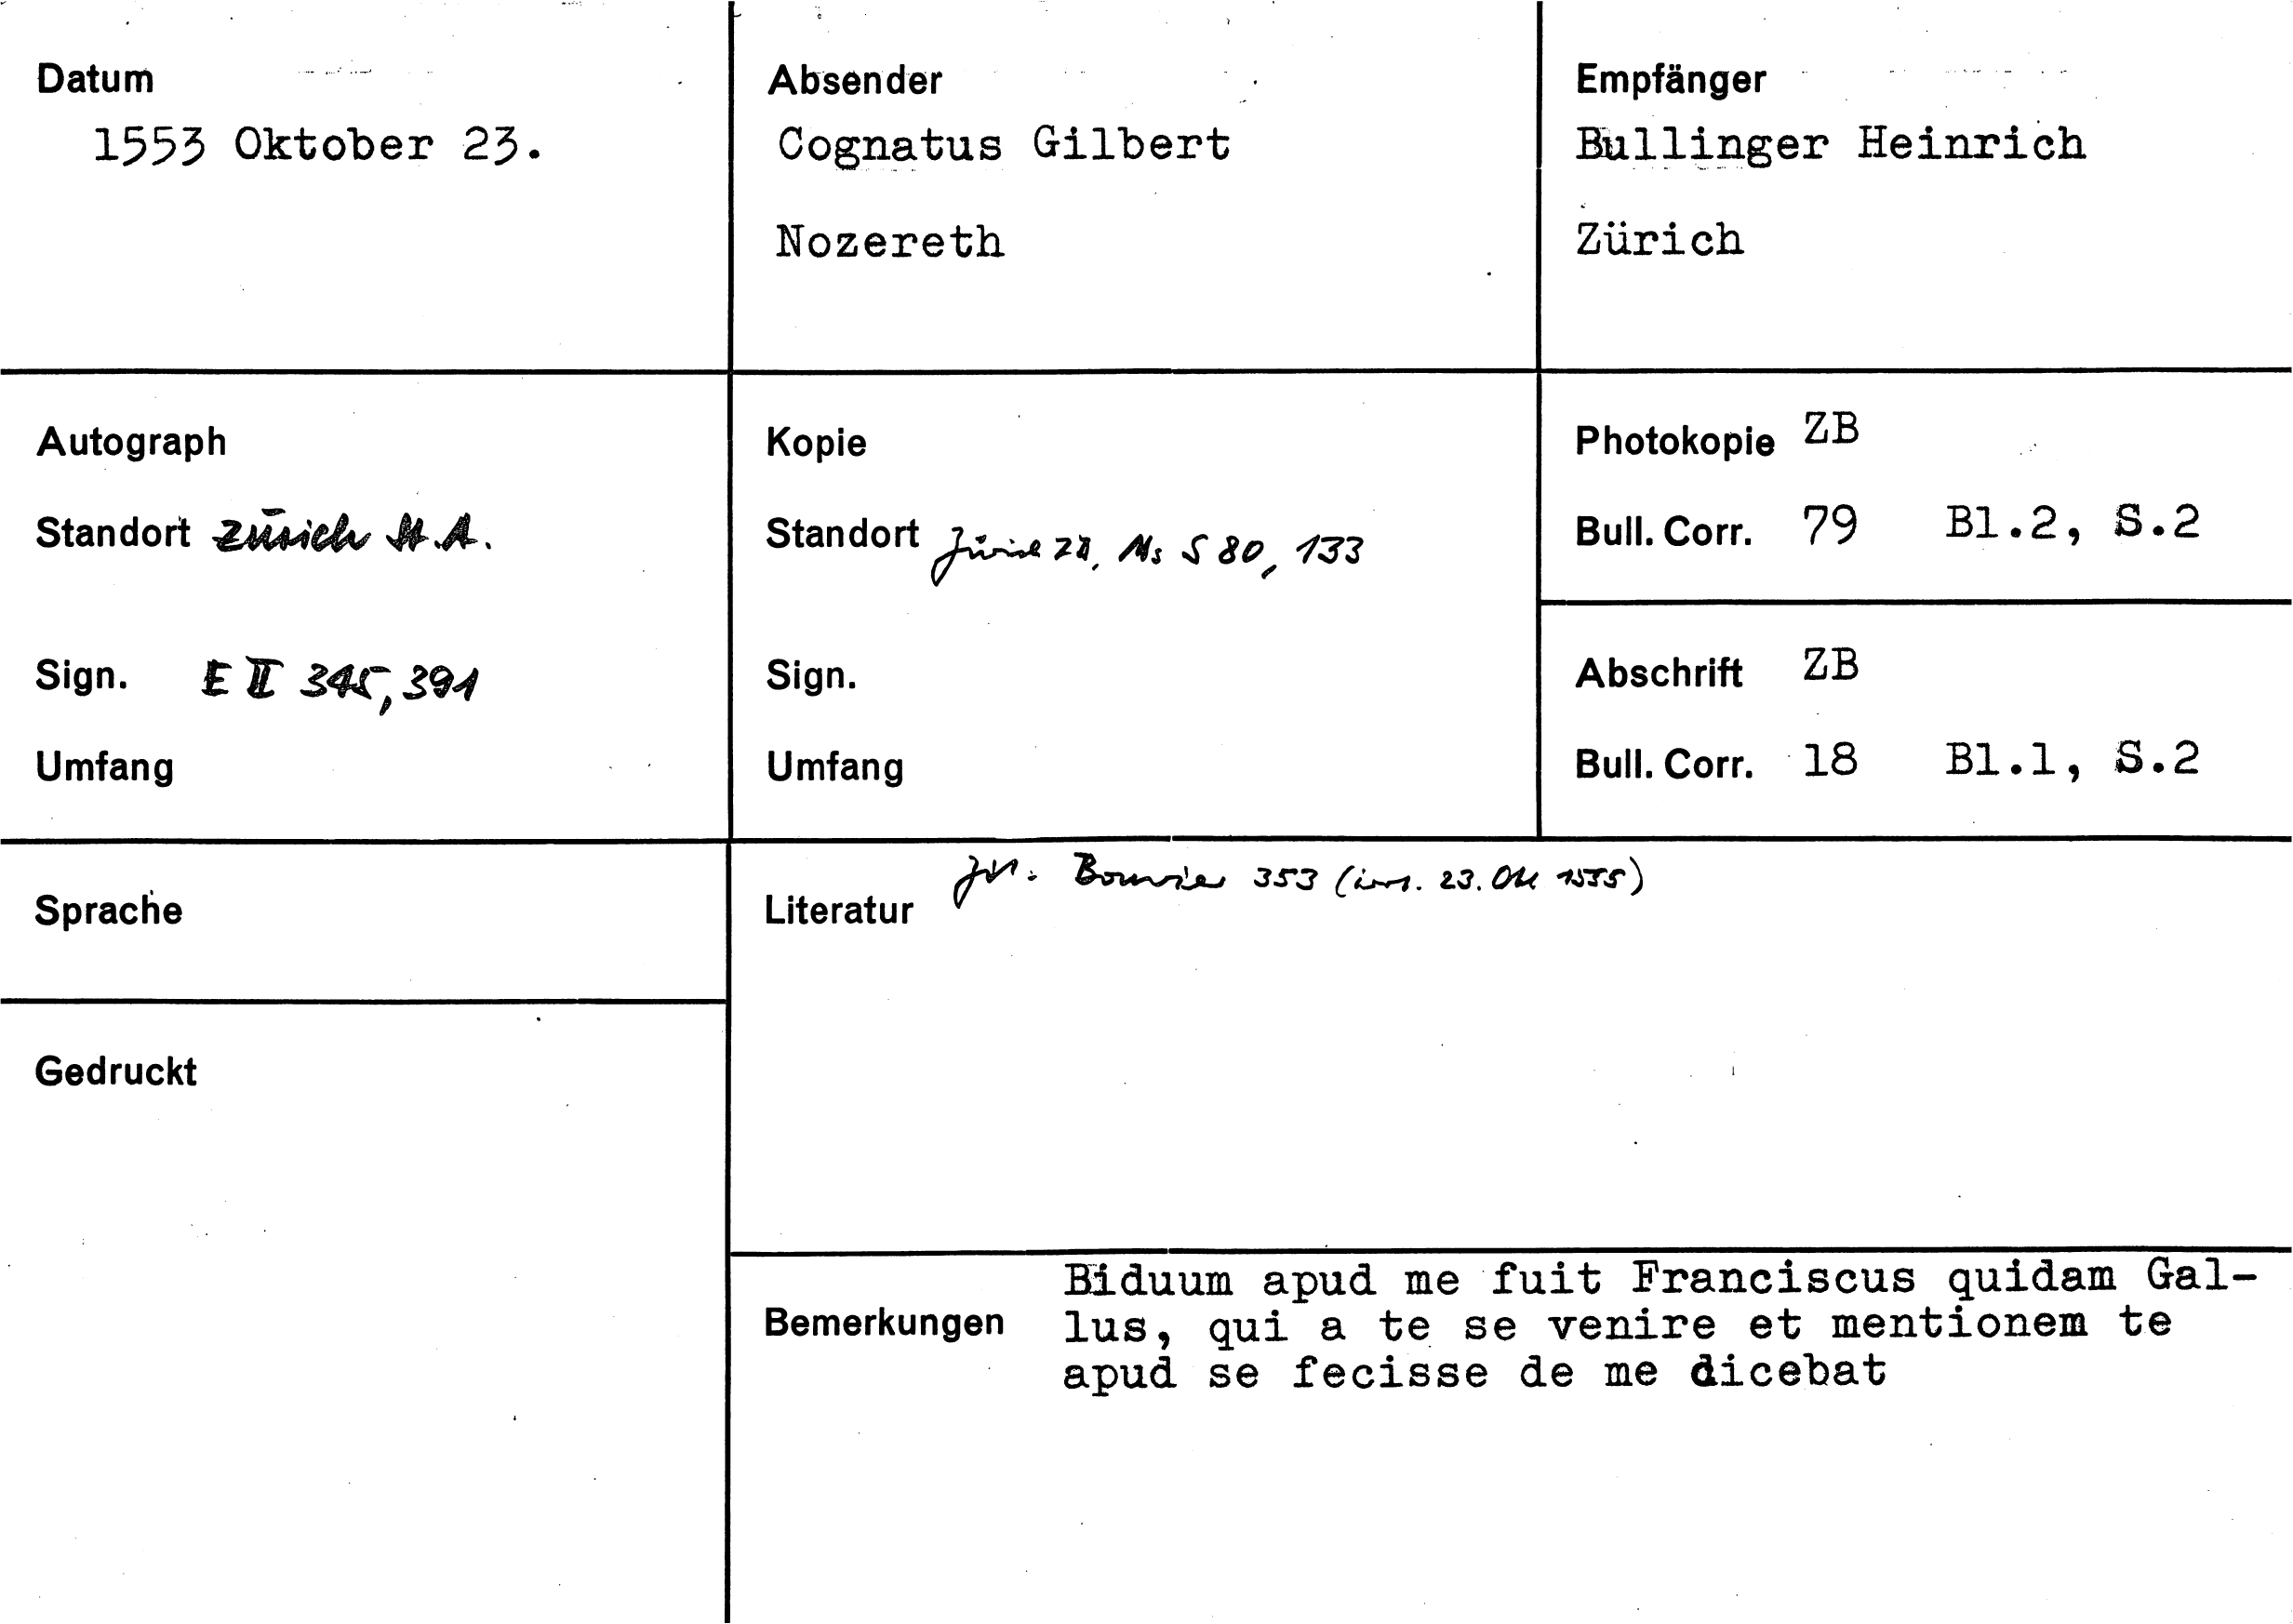 Datum
1553 Oktober 23.
Absender
Cognatus Gilbert
Nozereth
Empfänger
Bullinger Heinrich
Zürich
Autograph
Standort Zürich St.A.
Sign. E II 345, 391
Umfang
Kopie
Standort Zürich ZB, Ms S 80, 133
Sign.
Umfang
Photokopie ZB
Bull. Corr. 79 Bl.2, S.2
Abschrift ZB
Bull. Corr. 18 Bl.1, S.2
Sprache
Gedruckt
Literatur
Bouvier 353 (irrt. 23. Okt 1555)
Bemerkungen
Biduum apud me fuit Franciscus quidam Gal-
lus, qui a te se venire et mentionem te
apud se fecisse de me dicebat